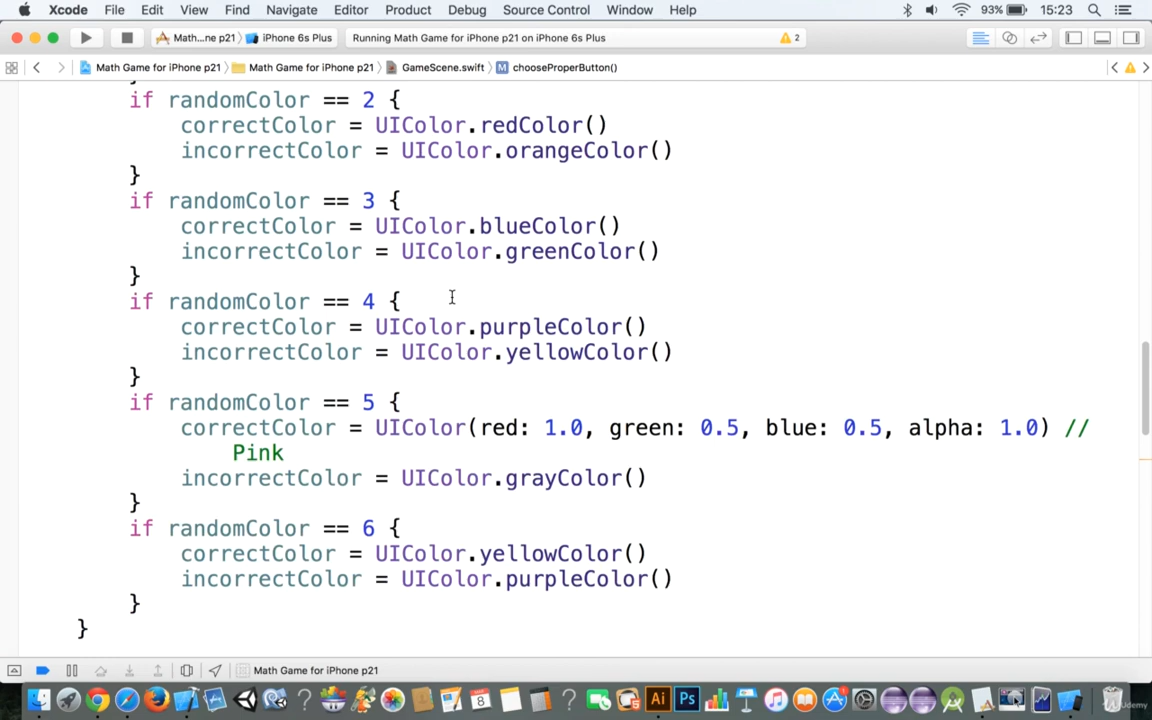 Xcode File Edit View Find Navigate Editor Product Debug Source Control Window Help 93% 15:23
Math...ne p21 iPhone 6s Plus Running Math Game for iPhone p21 on iPhone 6s Plus 2
Math Game for iPhone p21 Math Game for iPhone p21 GameScene.swift M chooseProperButton()
}
if randomColor == 2 {
correctColor = UIColor.redColor()
incorrectColor = UIColor.orangeColor()
}
if randomColor == 3 {
correctColor = UIColor.blueColor()
incorrectColor = UIColor.greenColor()
}
if randomColor == 4 {
correctColor = UIColor.purpleColor()
incorrectColor = UIColor.yellowColor()
}
if randomColor == 5 {
correctColor = UIColor(red: 1.0, green: 0.5, blue: 0.5, alpha: 1.0) //
Pink
incorrectColor = UIColor.grayColor()
}
if randomColor == 6 {
correctColor = UIColor.yellowColor()
incorrectColor = UIColor.purpleColor()
}
}
Math Game for iPhone p21
8 Ai Ps Udemy